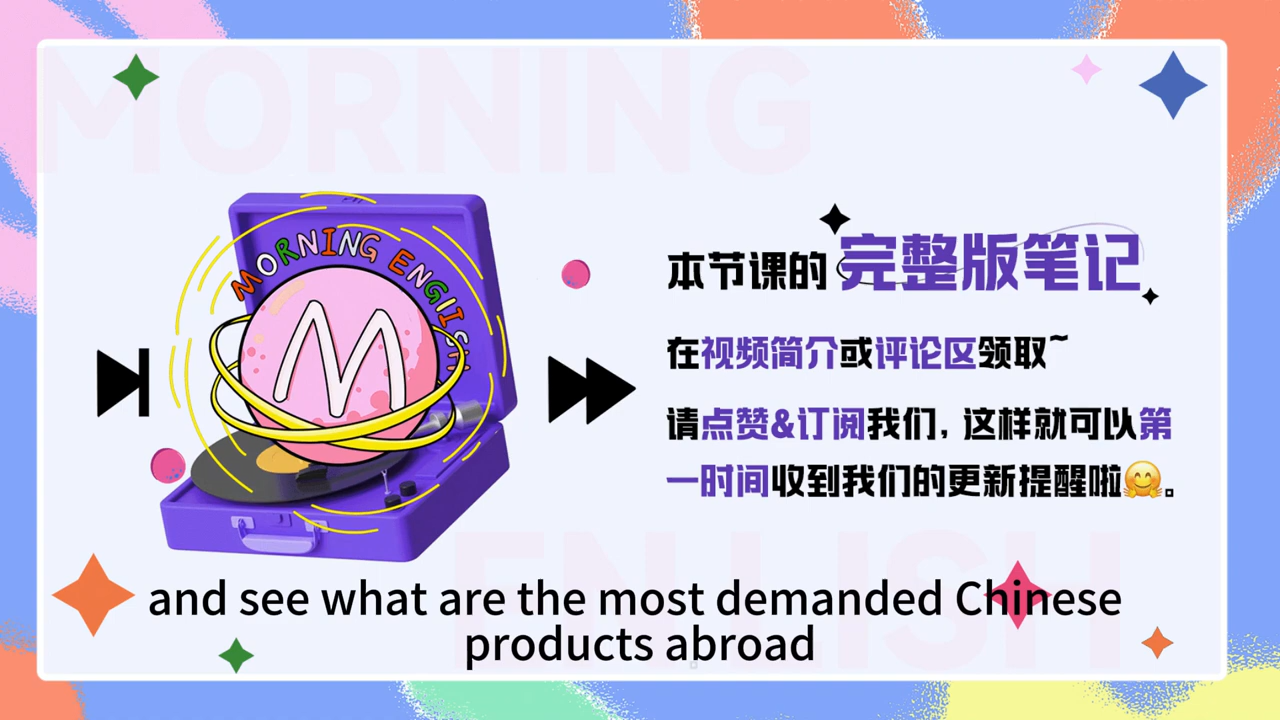 MORNING
MORNING ENGlISH
M
本节课的 完整版笔记
在视频简介或评论区领取~
请点赞&订阅我们, 这样就可以第
一时间收到我们的更新提醒啦🤗。
and see what are the most demanded Chinese
products abroad